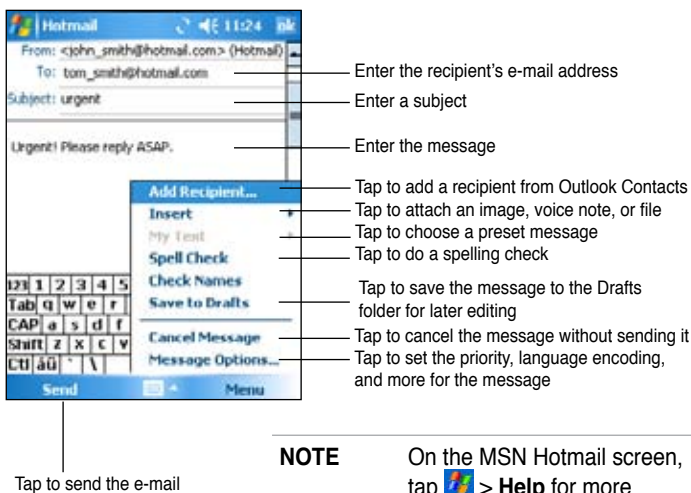 Hotmail 11:24 ok
From: <john_smith@hotmail.com> (Hotmail)
To: tom_smith@hotmail.com
Enter the recipient's e-mail address
Subject: urgent
Enter a subject
Urgent! Please reply ASAP.
Enter the message
Add Recipient...
Tap to add a recipient from Outlook Contacts
Insert
Tap to attach an image, voice note, or file
My Text
Tap to choose a preset message
Spell Check
Tap to do a spelling check
Check Names
Save to Drafts
Tap to save the message to the Drafts
folder for later editing
Cancel Message
Tap to cancel the message without sending it
Message Options...
Tap to set the priority, language encoding,
and more for the message
123 1 2 3 4 5
Tab q w e r
CAP a s d f
Shift z x c v
Ctl áü ` \
Send Menu
Tap to send the e-mail
NOTE On the MSN Hotmail screen,
tap > Help for more